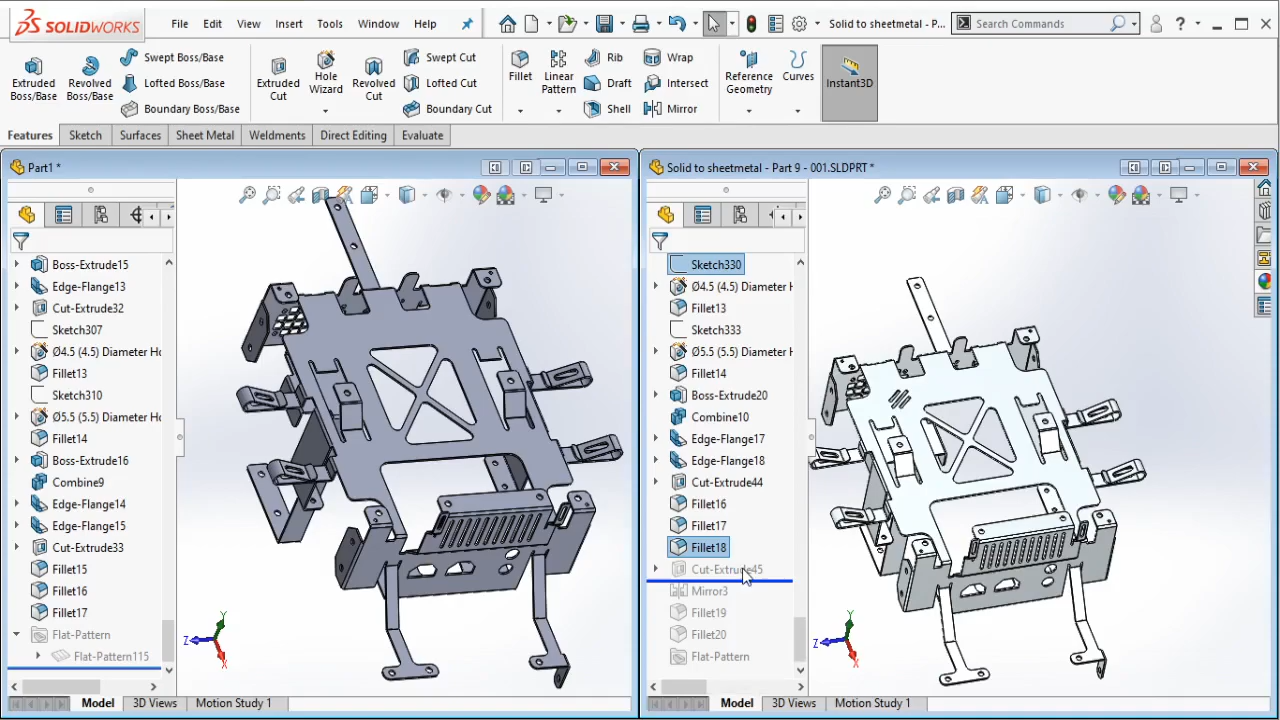 SOLIDWORKS
File Edit View Insert Tools Window Help
Solid to sheetmetal - P...
Search Commands
?
Extruded Boss/Base
Revolved Boss/Base
Swept Boss/Base
Lofted Boss/Base
Boundary Boss/Base
Extruded Cut
Hole Wizard
Revolved Cut
Swept Cut
Lofted Cut
Boundary Cut
Fillet
Linear Pattern
Rib
Draft
Shell
Wrap
Intersect
Mirror
Reference Geometry
Curves
Instant3D
Features Sketch Surfaces Sheet Metal Weldments Direct Editing Evaluate
Part1 *
Boss-Extrude15
Edge-Flange13
Cut-Extrude32
Sketch307
Ø4.5 (4.5) Diameter Ho
Fillet13
Sketch310
Ø5.5 (5.5) Diameter Ho
Fillet14
Boss-Extrude16
Combine9
Edge-Flange14
Edge-Flange15
Cut-Extrude33
Fillet15
Fillet16
Fillet17
Flat-Pattern
Flat-Pattern115
Y
Z
X
Model 3D Views Motion Study 1
Solid to sheetmetal - Part 9 - 001.SLDPRT *
Sketch330
Ø4.5 (4.5) Diameter H
Fillet13
Sketch333
Ø5.5 (5.5) Diameter H
Fillet14
Boss-Extrude20
Combine10
Edge-Flange17
Edge-Flange18
Cut-Extrude44
Fillet16
Fillet17
Fillet18
Cut-Extrude45
Mirror3
Fillet19
Fillet20
Flat-Pattern
Y
Z
X
Model 3D Views Motion Study 1